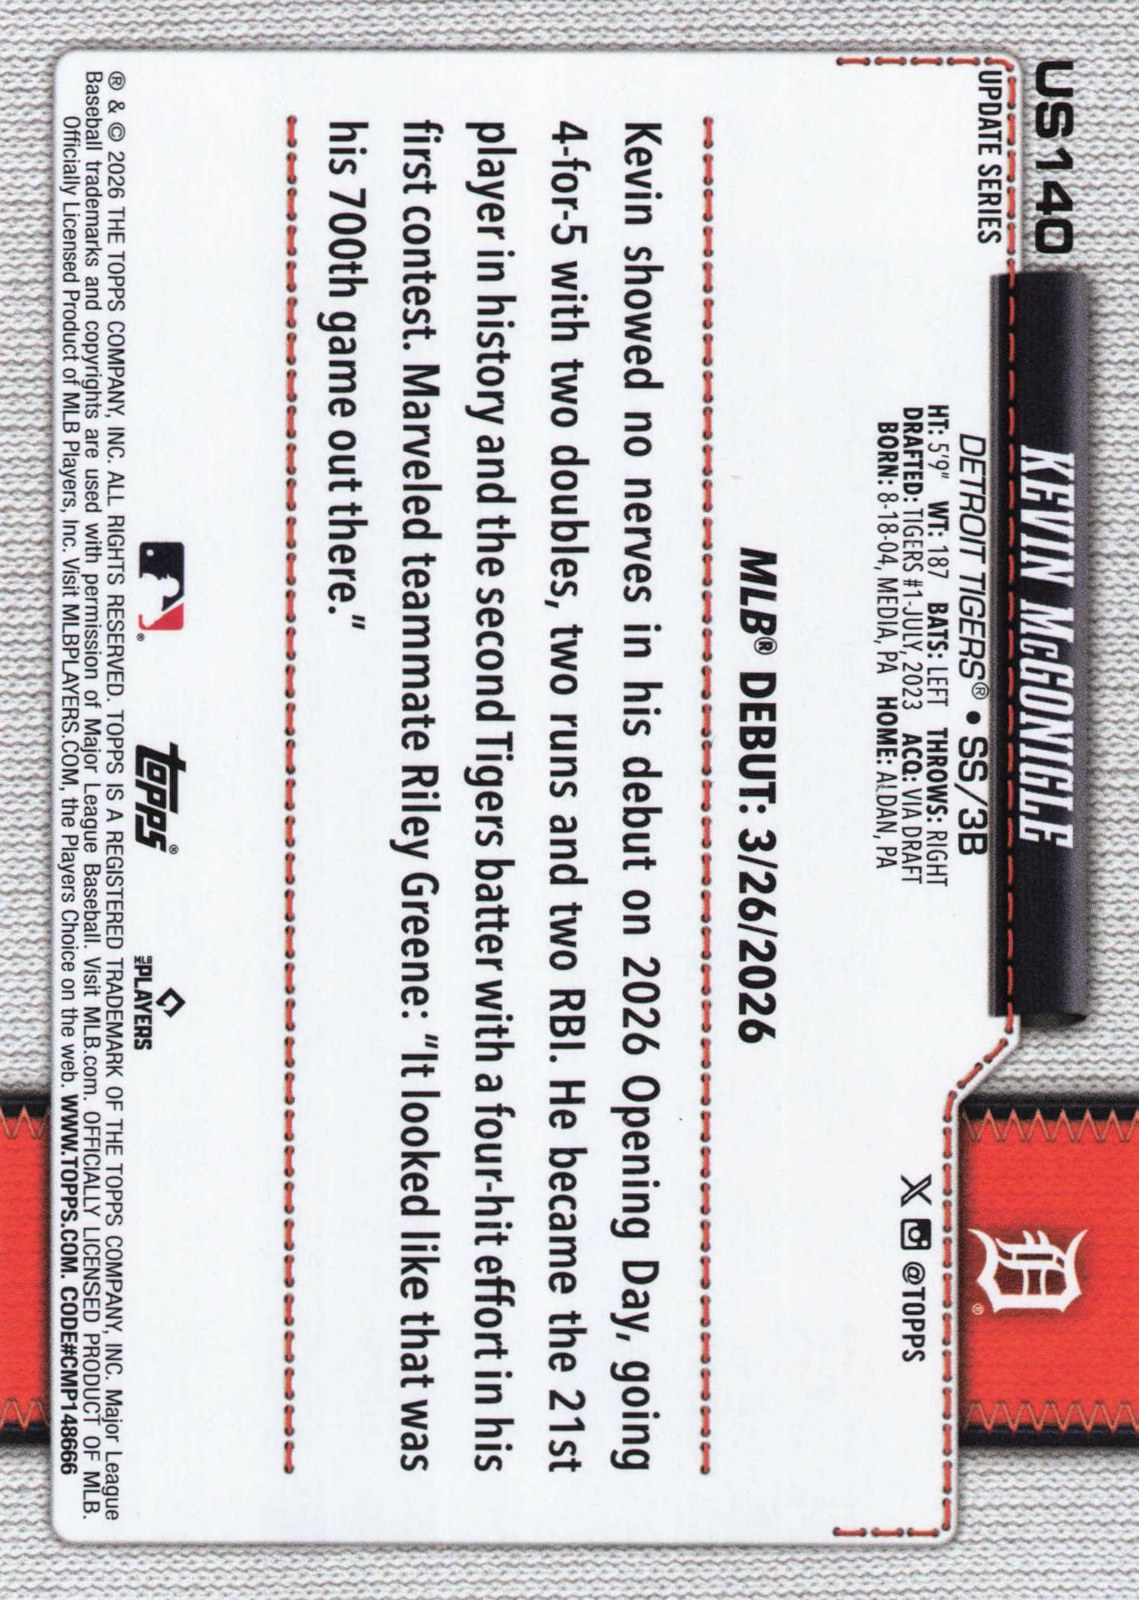 US140
UPDATE SERIES
KEVIN McGONIGLE
DETROIT TIGERS® • SS/3B
HT: 5'9" WT: 187 BATS: LEFT THROWS: RIGHT
DRAFTED: TIGERS #1-JULY, 2023 ACQ: VIA DRAFT
BORN: 8-18-04, MEDIA, PA HOME: ALDAN, PA
D®
X @TOPPS
MLB® DEBUT: 3/26/2026
Kevin showed no nerves in his debut on 2026 Opening Day, going
4-for-5 with two doubles, two runs and two RBI. He became the 21st
player in history and the second Tigers batter with a four-hit effort in his
first contest. Marveled teammate Riley Greene: "It looked like that was
his 700th game out there."
topps®
MLB PLAYERS
® & © 2026 THE TOPPS COMPANY, INC. ALL RIGHTS RESERVED. TOPPS IS A REGISTERED TRADEMARK OF THE TOPPS COMPANY, INC. Major League
Baseball trademarks and copyrights are used with permission of Major League Baseball. Visit MLB.com. OFFICIALLY LICENSED PRODUCT OF MLB.
Officially Licensed Product of MLB Players, Inc. Visit MLBPLAYERS.COM, the Players Choice on the web. WWW.TOPPS.COM. CODE#CMP148666